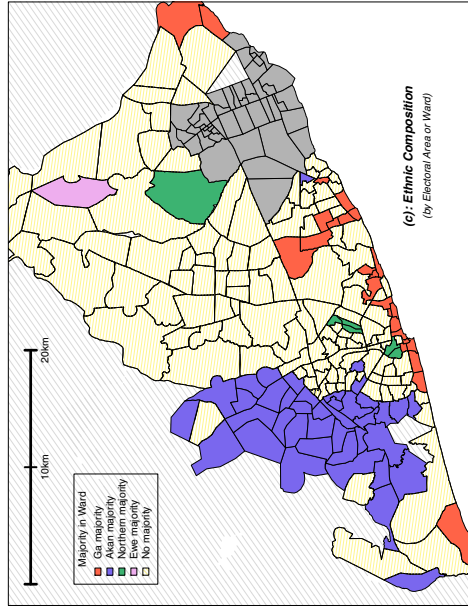 (c): Ethnic Composition
(by Electoral Area or Ward)
10km
20km
Majority in Ward
Ga majority
Akan majority
Northern majority
Ewe majority
No majority